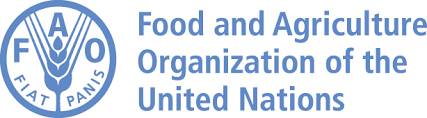 F A O
FIAT PANIS
Food and Agriculture
Organization of the
United Nations